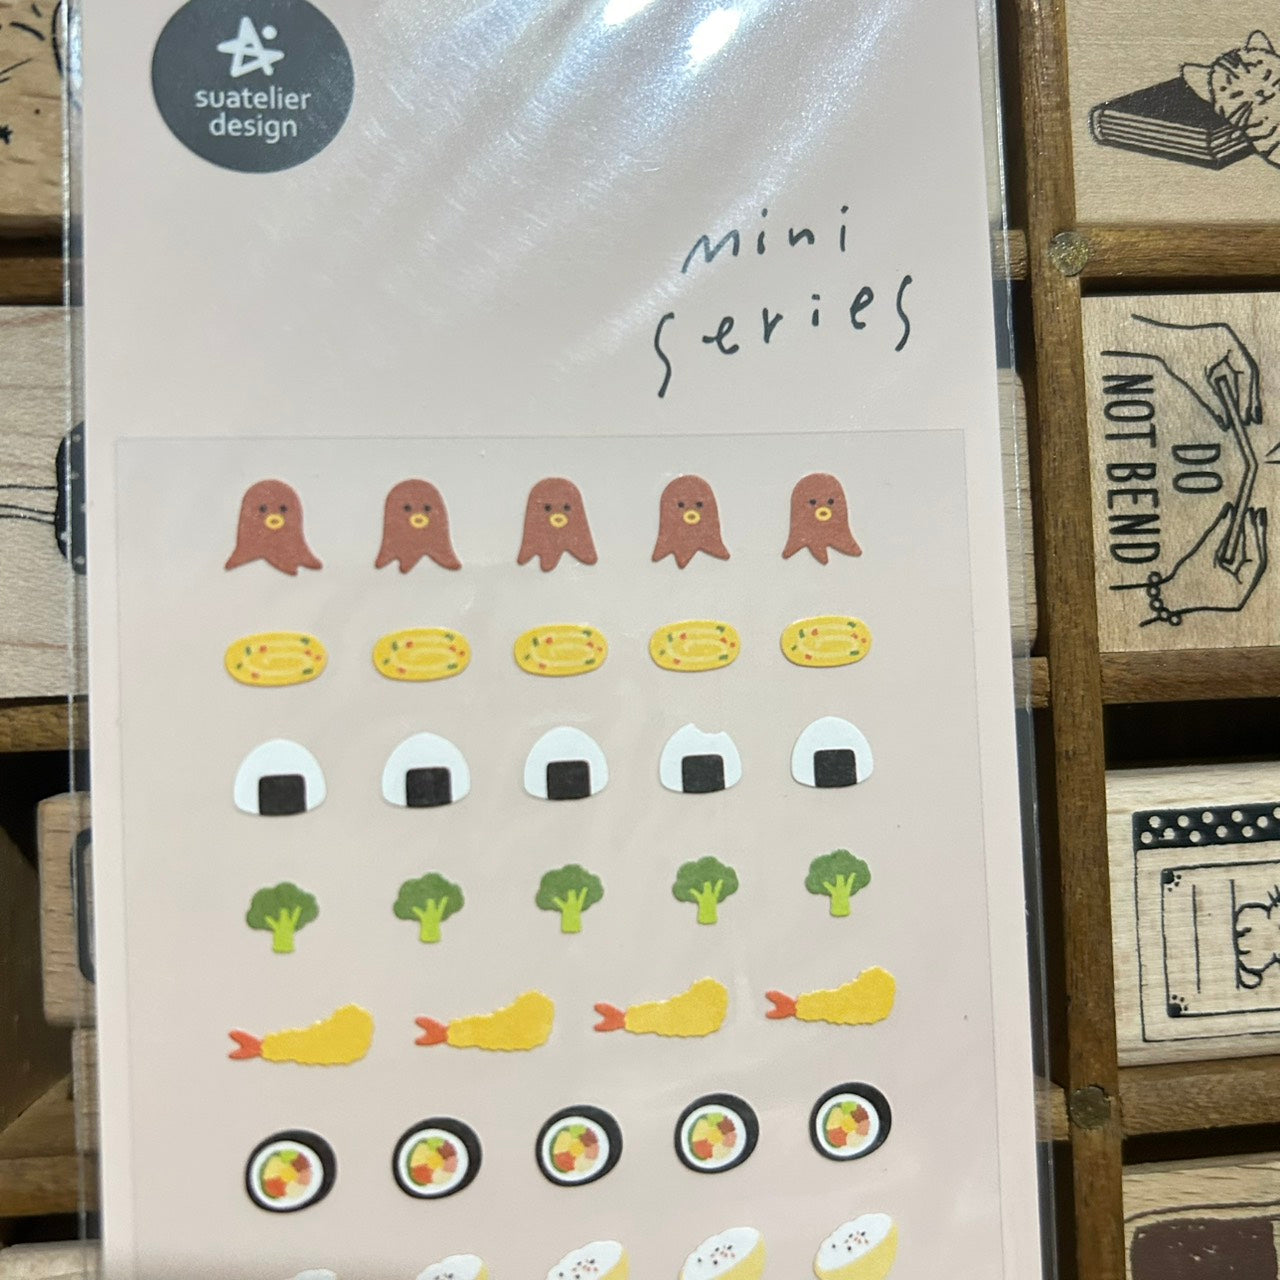 suatelier
design
mini
series
DO
NOT BEND!